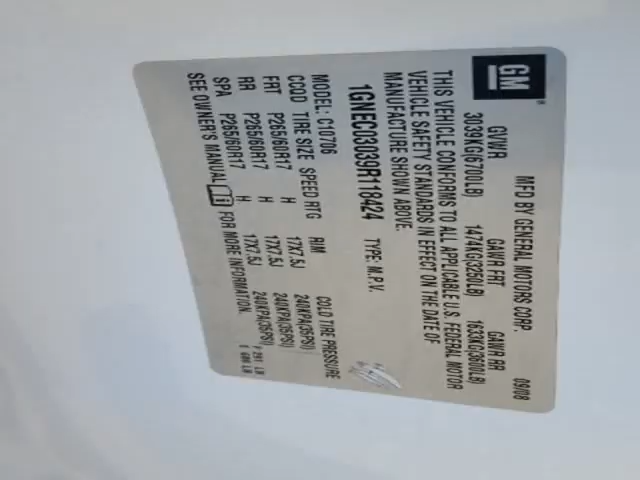 GM
MFD BY GENERAL MOTORS CORP. 09/08
GVWR GAWR FRT GAWR RR
3039KG(6700LB) 1474KG(3250LB) 1633KG(3600LB)
THIS VEHICLE CONFORMS TO ALL APPLICABLE U.S. FEDERAL MOTOR
VEHICLE SAFETY STANDARDS IN EFFECT ON THE DATE OF
MANUFACTURE SHOWN ABOVE.
1GNEC03039R118424 TYPE: M.P.V.
MODEL: C10706
CCQD TIRE SIZE SPEED RTG RIM COLD TIRE PRESSURE
FRT P265/60R17 H 17X7.5J 240KPA(35PSI)
RR P265/60R17 H 17X7.5J 240KPA(35PSI)
SPA P265/60R17 H 17X7.5J 240KPA(35PSI)
SEE OWNER'S MANUAL FOR MORE INFORMATION.